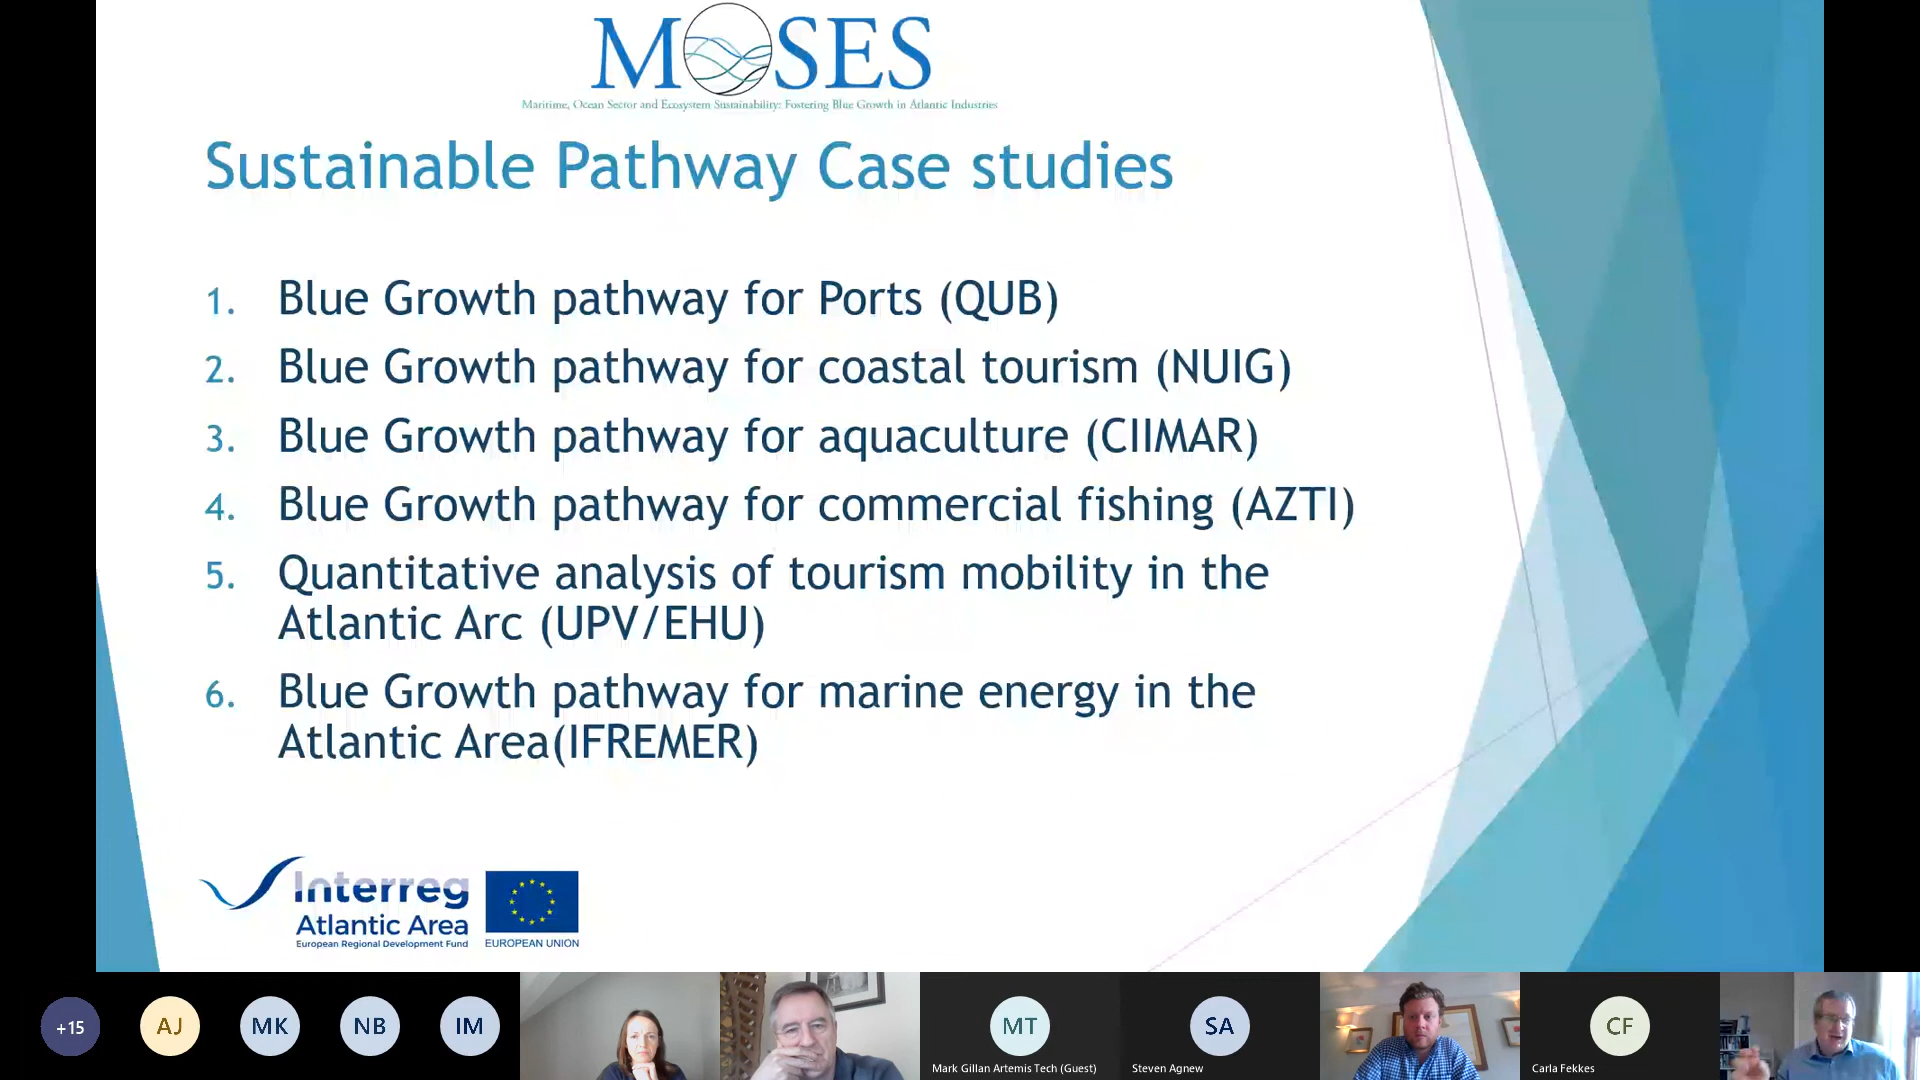 MOSES
Maritime, Ocean Sector and Ecosystem Sustainability: Fostering Blue Growth in Atlantic Industries
Sustainable Pathway Case studies
1. Blue Growth pathway for Ports (QUB)
2. Blue Growth pathway for coastal tourism (NUIG)
3. Blue Growth pathway for aquaculture (CIIMAR)
4. Blue Growth pathway for commercial fishing (AZTI)
5. Quantitative analysis of tourism mobility in the
Atlantic Arc (UPV/EHU)
6. Blue Growth pathway for marine energy in the
Atlantic Area(IFREMER)
Interreg
Atlantic Area
European Regional Development Fund
EUROPEAN UNION
+15
AJ
MK
NB
IM
MT
Mark Gillan Artemis Tech (Guest)
SA
Steven Agnew
CF
Carla Fekkes